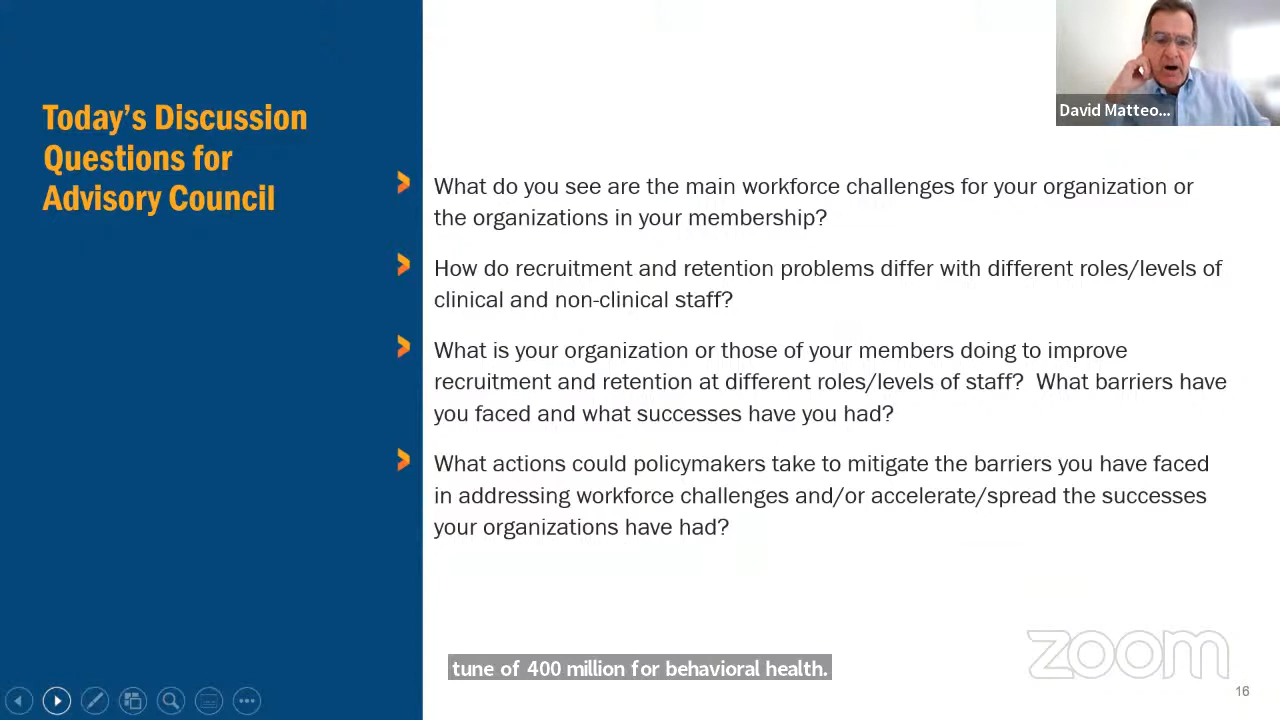 Today's Discussion
Questions for
Advisory Council
What do you see are the main workforce challenges for your organization or
the organizations in your membership?
How do recruitment and retention problems differ with different roles/levels of
clinical and non-clinical staff?
What is your organization or those of your members doing to improve
recruitment and retention at different roles/levels of staff?  What barriers have
you faced and what successes have you had?
What actions could policymakers take to mitigate the barriers you have faced
in addressing workforce challenges and/or accelerate/spread the successes
your organizations have had?
David Matteo...
tune of 400 million for behavioral health.
zoom
16